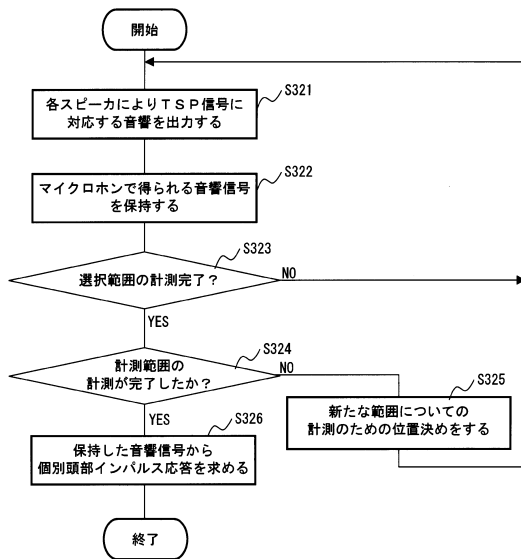 開始
S321
各スピーカによりTSP信号に
対応する音響を出力する
S322
マイクロホンで得られる音響信号
を保持する
S323
選択範囲の計測完了?
NO
YES
S324
計測範囲の
計測が完了したか?
NO
S325
新たな範囲についての
計測のための位置決めをする
YES
S326
保持した音響信号から
個別頭部インパルス応答を求める
終了